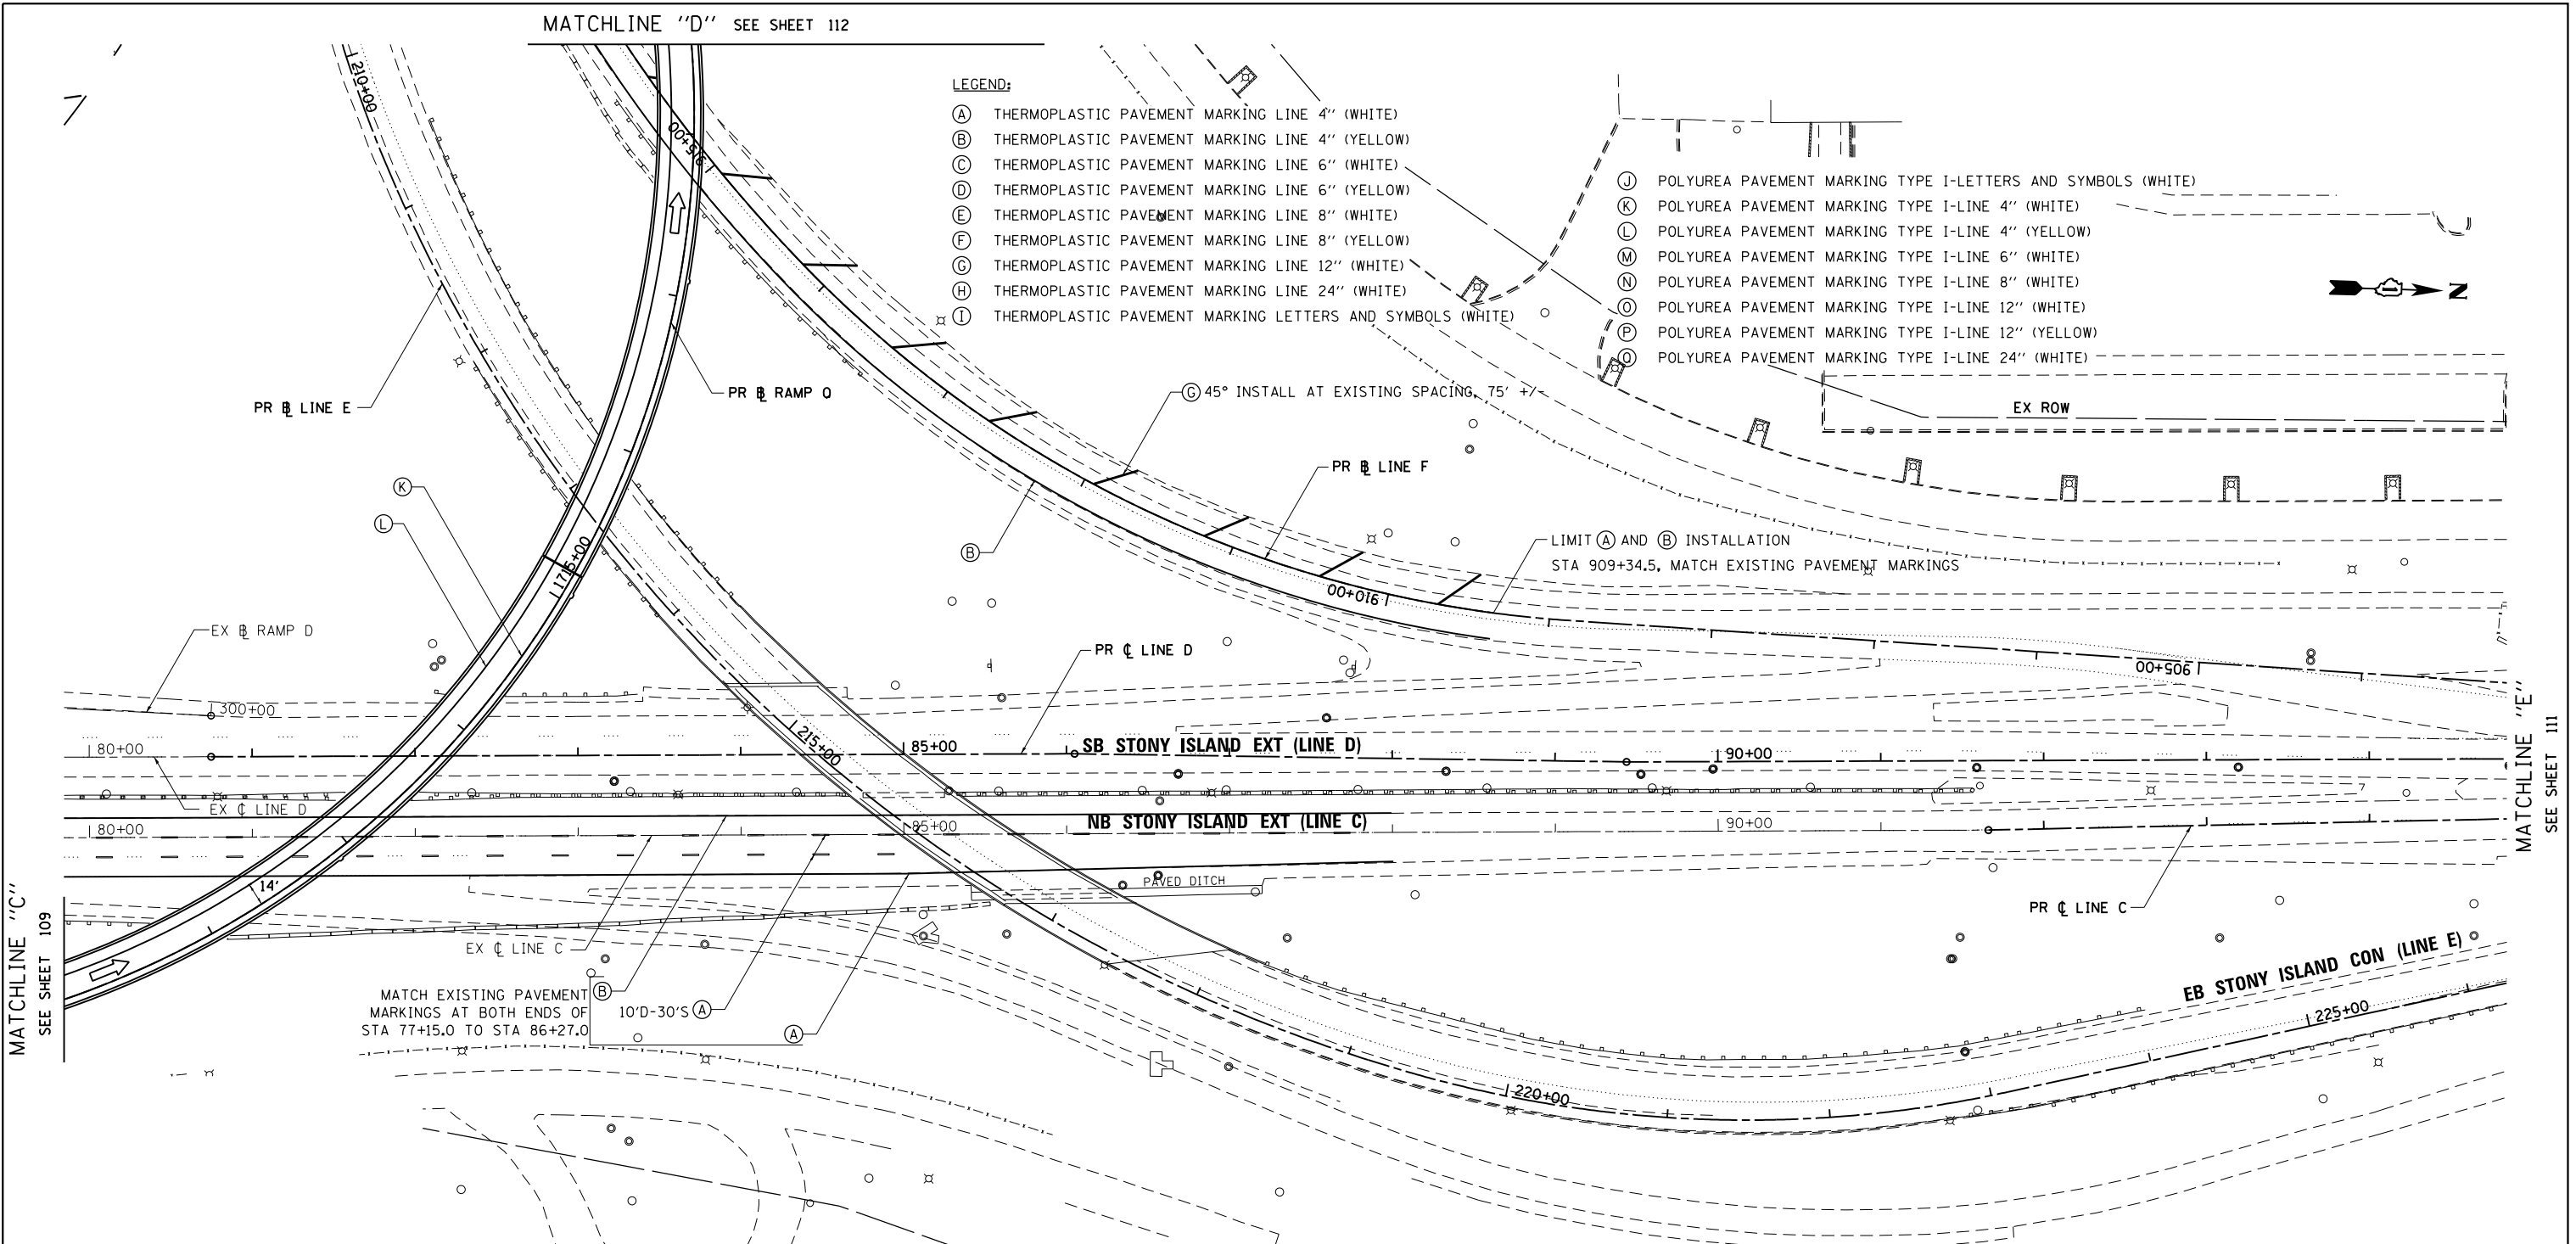 MATCHLINE "D" SEE SHEET 112
LEGEND:
A THERMOPLASTIC PAVEMENT MARKING LINE 4" (WHITE)
B THERMOPLASTIC PAVEMENT MARKING LINE 4" (YELLOW)
C THERMOPLASTIC PAVEMENT MARKING LINE 6" (WHITE)
D THERMOPLASTIC PAVEMENT MARKING LINE 6" (YELLOW)
E THERMOPLASTIC PAVEMENT MARKING LINE 8" (WHITE)
F THERMOPLASTIC PAVEMENT MARKING LINE 8" (YELLOW)
G THERMOPLASTIC PAVEMENT MARKING LINE 12" (WHITE)
H THERMOPLASTIC PAVEMENT MARKING LINE 24" (WHITE)
I THERMOPLASTIC PAVEMENT MARKING LETTERS AND SYMBOLS (WHITE)
J POLYUREA PAVEMENT MARKING TYPE I-LETTERS AND SYMBOLS (WHITE)
K POLYUREA PAVEMENT MARKING TYPE I-LINE 4" (WHITE)
L POLYUREA PAVEMENT MARKING TYPE I-LINE 4" (YELLOW)
M POLYUREA PAVEMENT MARKING TYPE I-LINE 6" (WHITE)
N POLYUREA PAVEMENT MARKING TYPE I-LINE 8" (WHITE)
O POLYUREA PAVEMENT MARKING TYPE I-LINE 12" (WHITE)
P POLYUREA PAVEMENT MARKING TYPE I-LINE 12" (YELLOW)
Q POLYUREA PAVEMENT MARKING TYPE I-LINE 24" (WHITE)
N
210+00
915+00
PR BL LINE E
PR BL RAMP Q
G 45° INSTALL AT EXISTING SPACING, 75' +/-
EX ROW
PR BL LINE F
K
L
B
1715+00
LIMIT A AND B INSTALLATION
STA 909+34.5, MATCH EXISTING PAVEMENT MARKINGS
910+00
EX BL RAMP D
PR CL LINE D
905+00
300+00
80+00
215+00
85+00
SB STONY ISLAND EXT (LINE D)
90+00
EX CL LINE D
80+00
85+00
NB STONY ISLAND EXT (LINE C)
90+00
14'
PAVED DITCH
PR CL LINE C
EX CL LINE C
MATCH EXISTING PAVEMENT
MARKINGS AT BOTH ENDS OF
STA 77+15.0 TO STA 86+27.0
B
10'D-30'S A
A
EB STONY ISLAND CON (LINE E)
225+00
220+00
MATCHLINE "C"
SEE SHEET 109
MATCHLINE "E"
SEE SHEET 111